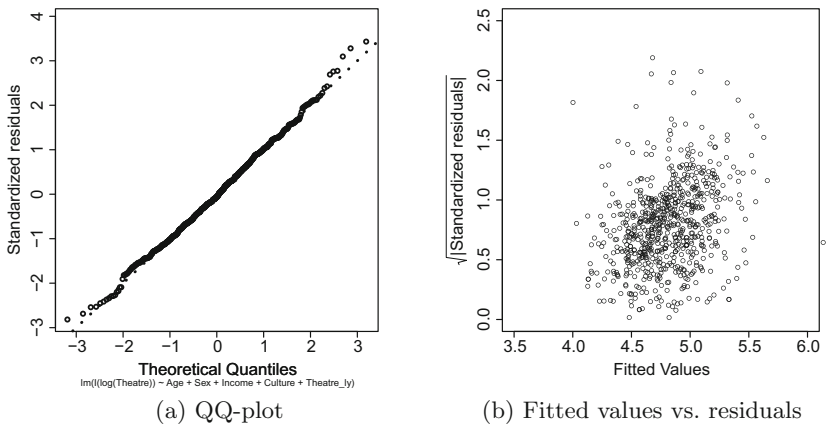 4
3
2
1
0
−1
−2
−3
Standardized residuals
−3 −2 −1 0 1 2 3
Theoretical Quantiles
lm(I(log(Theatre)) ~ Age + Sex + Income + Culture + Theatre_ly)
(a) QQ-plot
2.5
2.0
1.5
1.0
0.5
0.0
√|Standardized residuals|
3.5 4.0 4.5 5.0 5.5 6.0
Fitted Values
(b) Fitted values vs. residuals